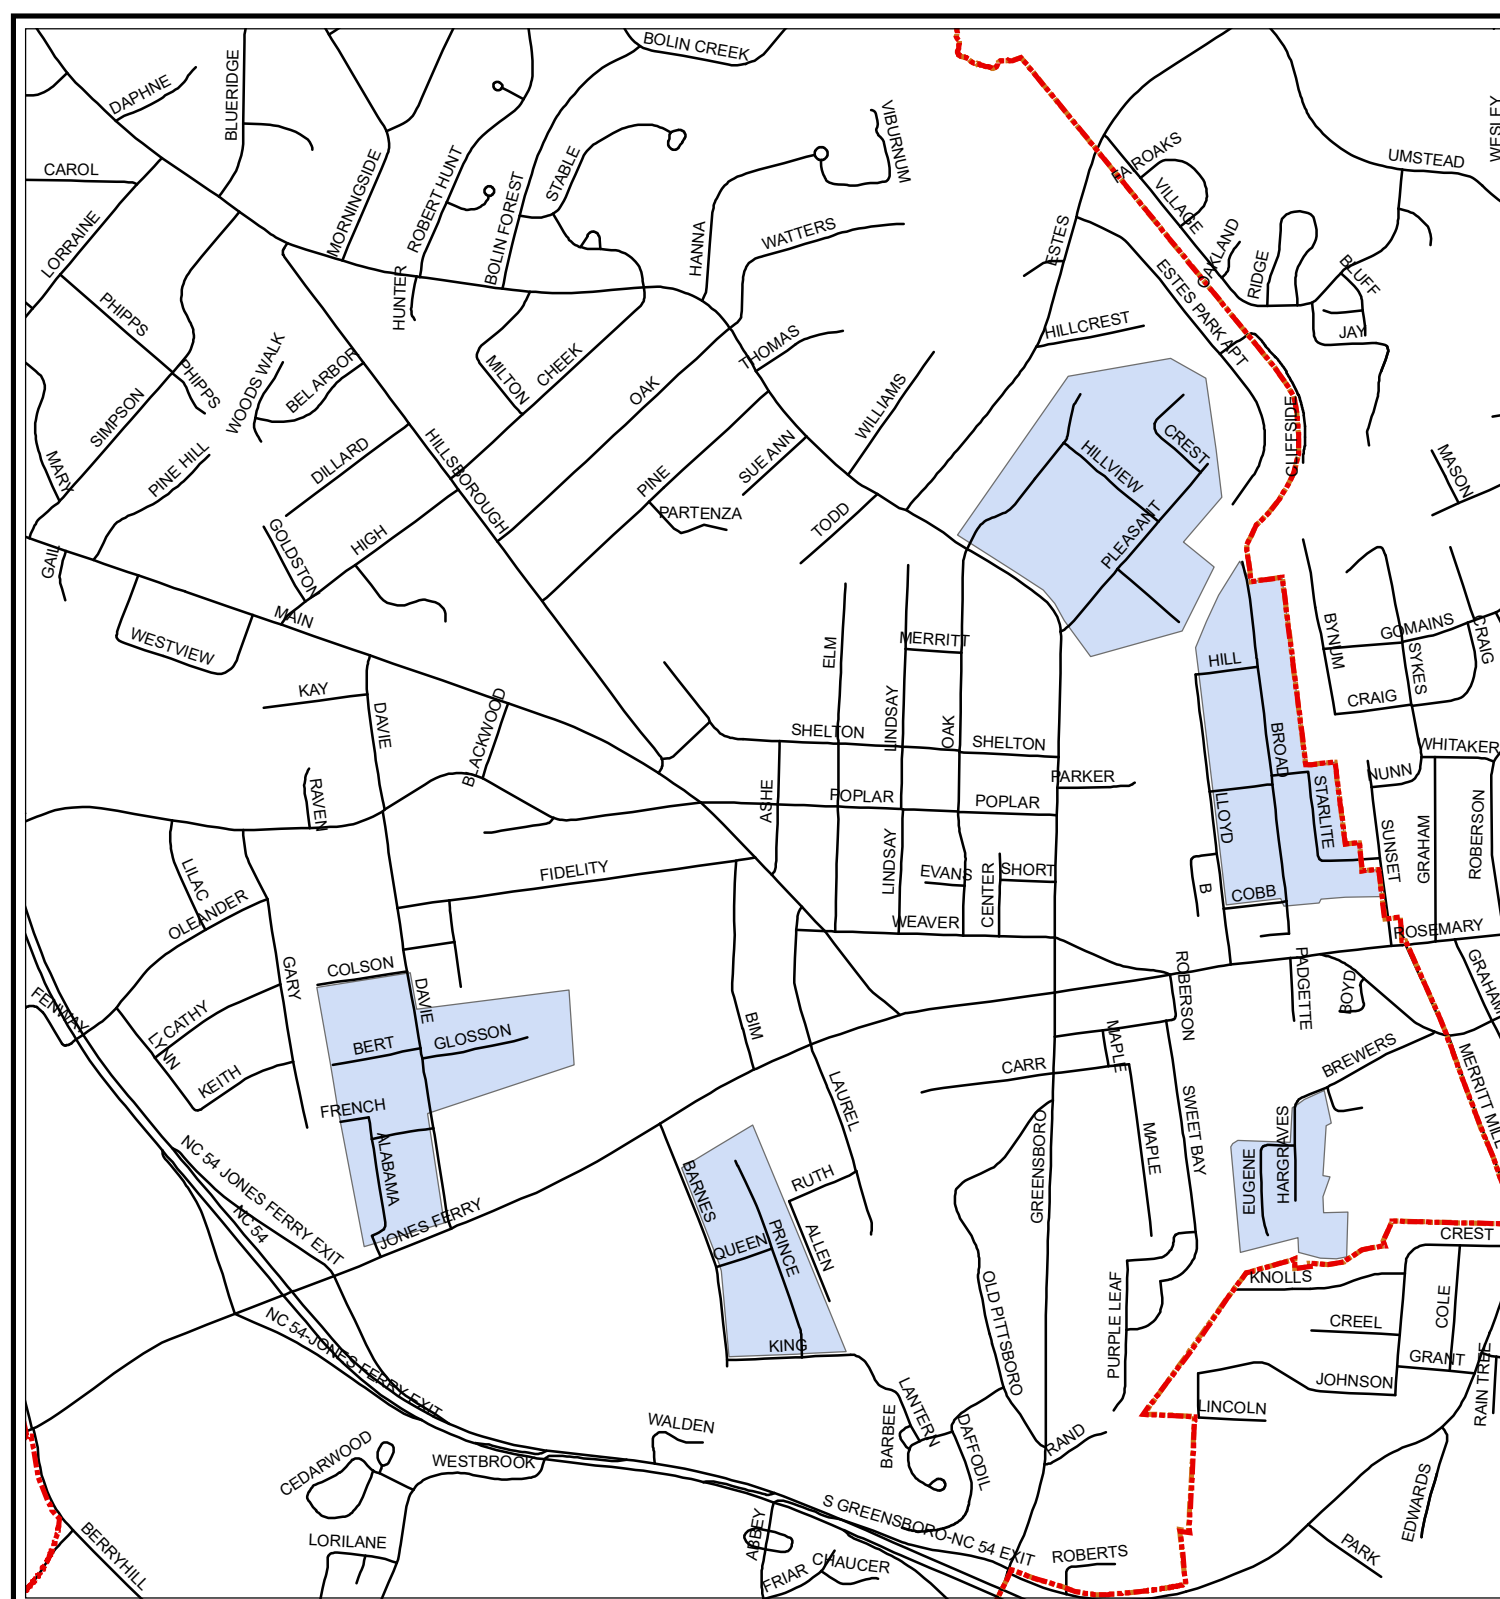 BOLIN CREEK
DAPHNE
BLUERIDGE
WESLEY
VIBURNUM
FAIROAKS
UMSTEAD
CAROL
MORNINGSIDE
ROBERT HUNT
STABLE
BOLIN FOREST
VILLAGE
LORRAINE
HANNA
WATTERS
ESTES
OAKLAND
RIDGE
BLUFF
HUNTER
ESTES PARK APT
PHIPPS
HILLCREST
JAY
WOODS WALK
THOMAS
PHIPPS
BEL ARBOR
MILTON
CHEEK
OAK
WILLIAMS
SIMPSON
CLIFFSIDE
CREST
MARY
PINE HILL
DILLARD
HILLSBOROUGH
SUE ANN
PINE
HILLVIEW
MASON
PARTENZA
TODD
GOLDSTON
HIGH
PLEASANT
GAIL
MAIN
WESTVIEW
ELM
MERRITT
BYNUM
GOMAINS
CRAIG
HILL
SYKES
KAY
DAVIE
BLACKWOOD
LINDSAY
OAK
CRAIG
SHELTON
SHELTON
BROAD
WHITAKER
RAVEN
ASHE
POPLAR
POPLAR
PARKER
NUNN
LLOYD
STARLITE
SUNSET
GRAHAM
ROBERSON
LILAC
FIDELITY
LINDSAY
EVANS
CENTER
SHORT
B
COBB
OLEANDER
WEAVER
ROSEMARY
GARY
COLSON
DAVIE
ROBERSON
PADGETTE
BOYD
GRAHAM
FENWAY
CATHY
LYNN
BERT
GLOSSON
BIM
MAPLE
BREWERS
KEITH
CARR
MERRITT MILL
FRENCH
LAUREL
GREENSBORO
SWEET BAY
MAPLE
HARGRAVES
EUGENE
ALABAMA
NC 54 JONES FERRY EXIT
BARNES
RUTH
NC 54
JONES FERRY
QUEEN
PRINCE
ALLEN
CREST
OLD PITTSBORO
PURPLE LEAF
KNOLLS
NC 54-JONES FERRY EXIT
KING
CREEL
COLE
GRANT
RAIN TREE
JOHNSON
LINCOLN
LANTERN
BARBEE
DAFFODIL
WALDEN
RAND
CEDARWOOD
WESTBROOK
EDWARDS
S GREENSBORO-NC 54 EXIT
BERRYHILL
LORILANE
ABBEY
FRIAR
CHAUCER
ROBERTS
PARK